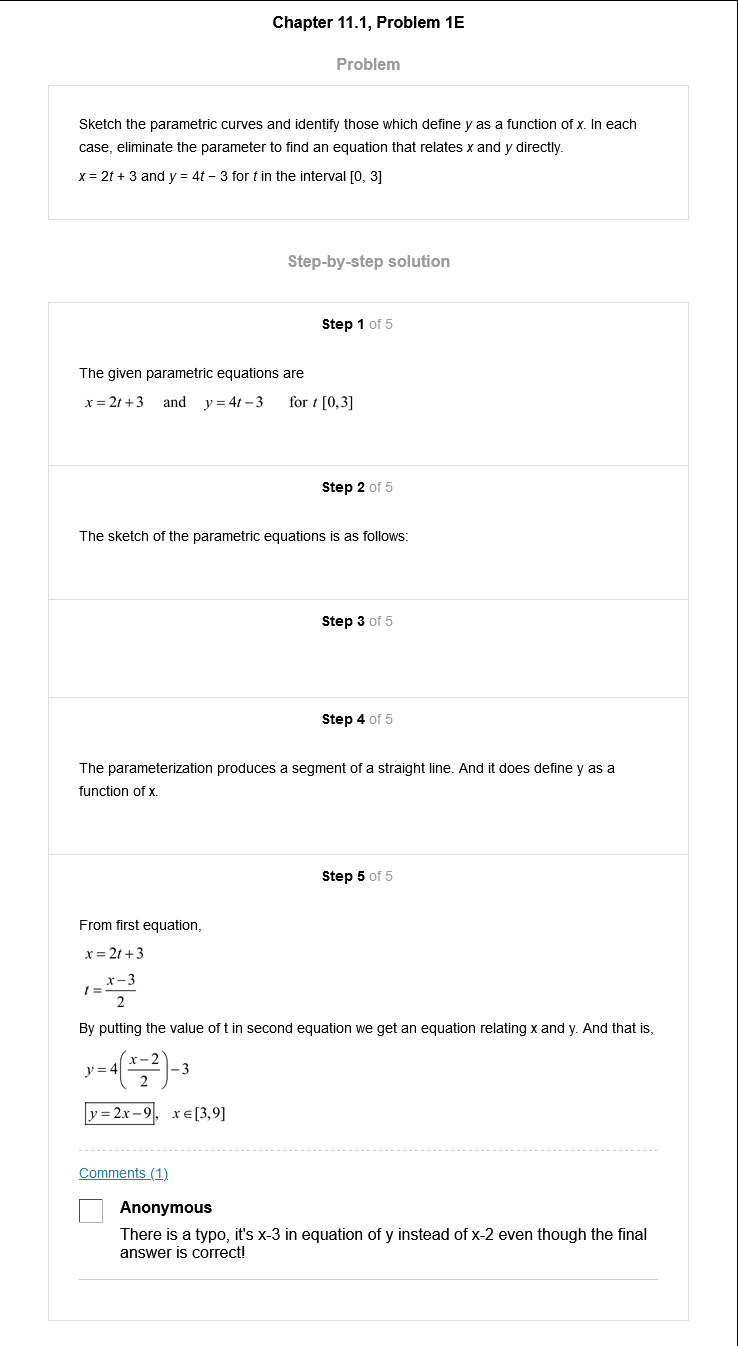 Chapter 11.1, Problem 1E
Problem
Sketch the parametric curves and identify those which define y as a function of x. In each
case, eliminate the parameter to find an equation that relates x and y directly.
x = 2t + 3 and y = 4t − 3 for t in the interval [0, 3]
Step-by-step solution
Step 1 of 5
The given parametric equations are
x = 2t + 3 and y = 4t − 3 for t [0,3]
Step 2 of 5
The sketch of the parametric equations is as follows:
Step 3 of 5
Step 4 of 5
The parameterization produces a segment of a straight line. And it does define y as a
function of x.
Step 5 of 5
From first equation,
x = 2t + 3
t = \frac{x-3}{2}
By putting the value of t in second equation we get an equation relating x and y. And that is,
y = 4\left(\frac{x-2}{2}\right) - 3
y = 2x − 9, x ∈ [3,9]
Comments (1)
Anonymous
There is a typo, it's x-3 in equation of y instead of x-2 even though the final
answer is correct!